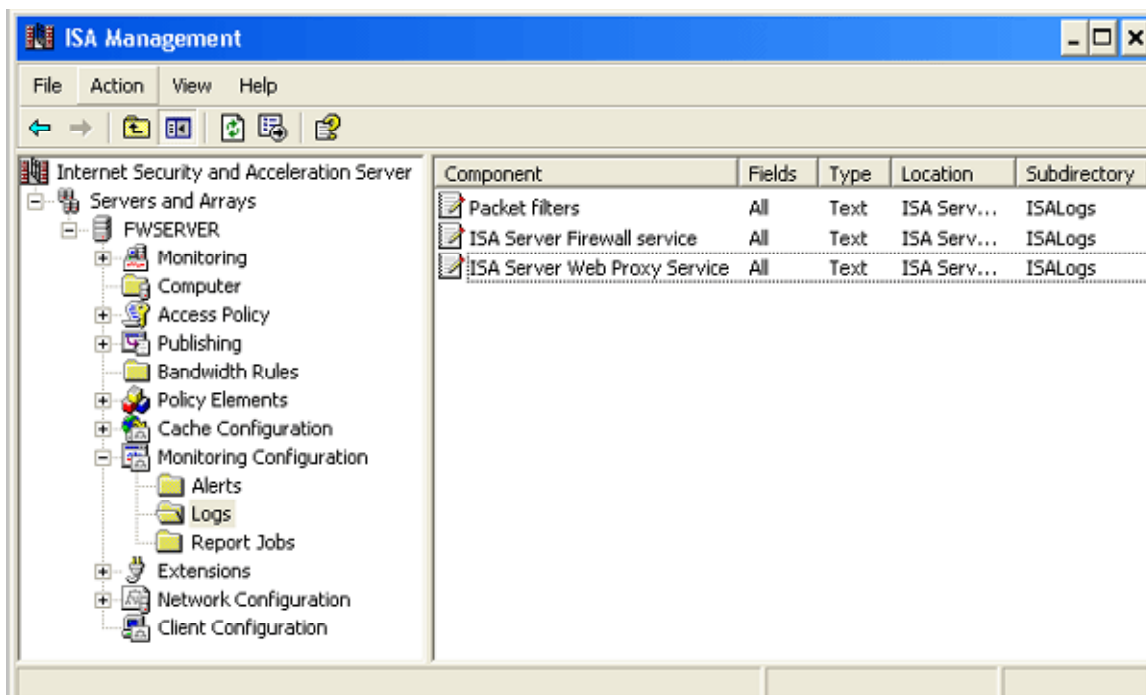 ISA Management
File Action View Help
Internet Security and Acceleration Server
Servers and Arrays
FWSERVER
Monitoring
Computer
Access Policy
Publishing
Bandwidth Rules
Policy Elements
Cache Configuration
Monitoring Configuration
Alerts
Logs
Report Jobs
Extensions
Network Configuration
Client Configuration
Component Fields Type Location Subdirectory
Packet filters All Text ISA Serv... ISALogs
ISA Server Firewall service All Text ISA Serv... ISALogs
ISA Server Web Proxy Service All Text ISA Serv... ISALogs